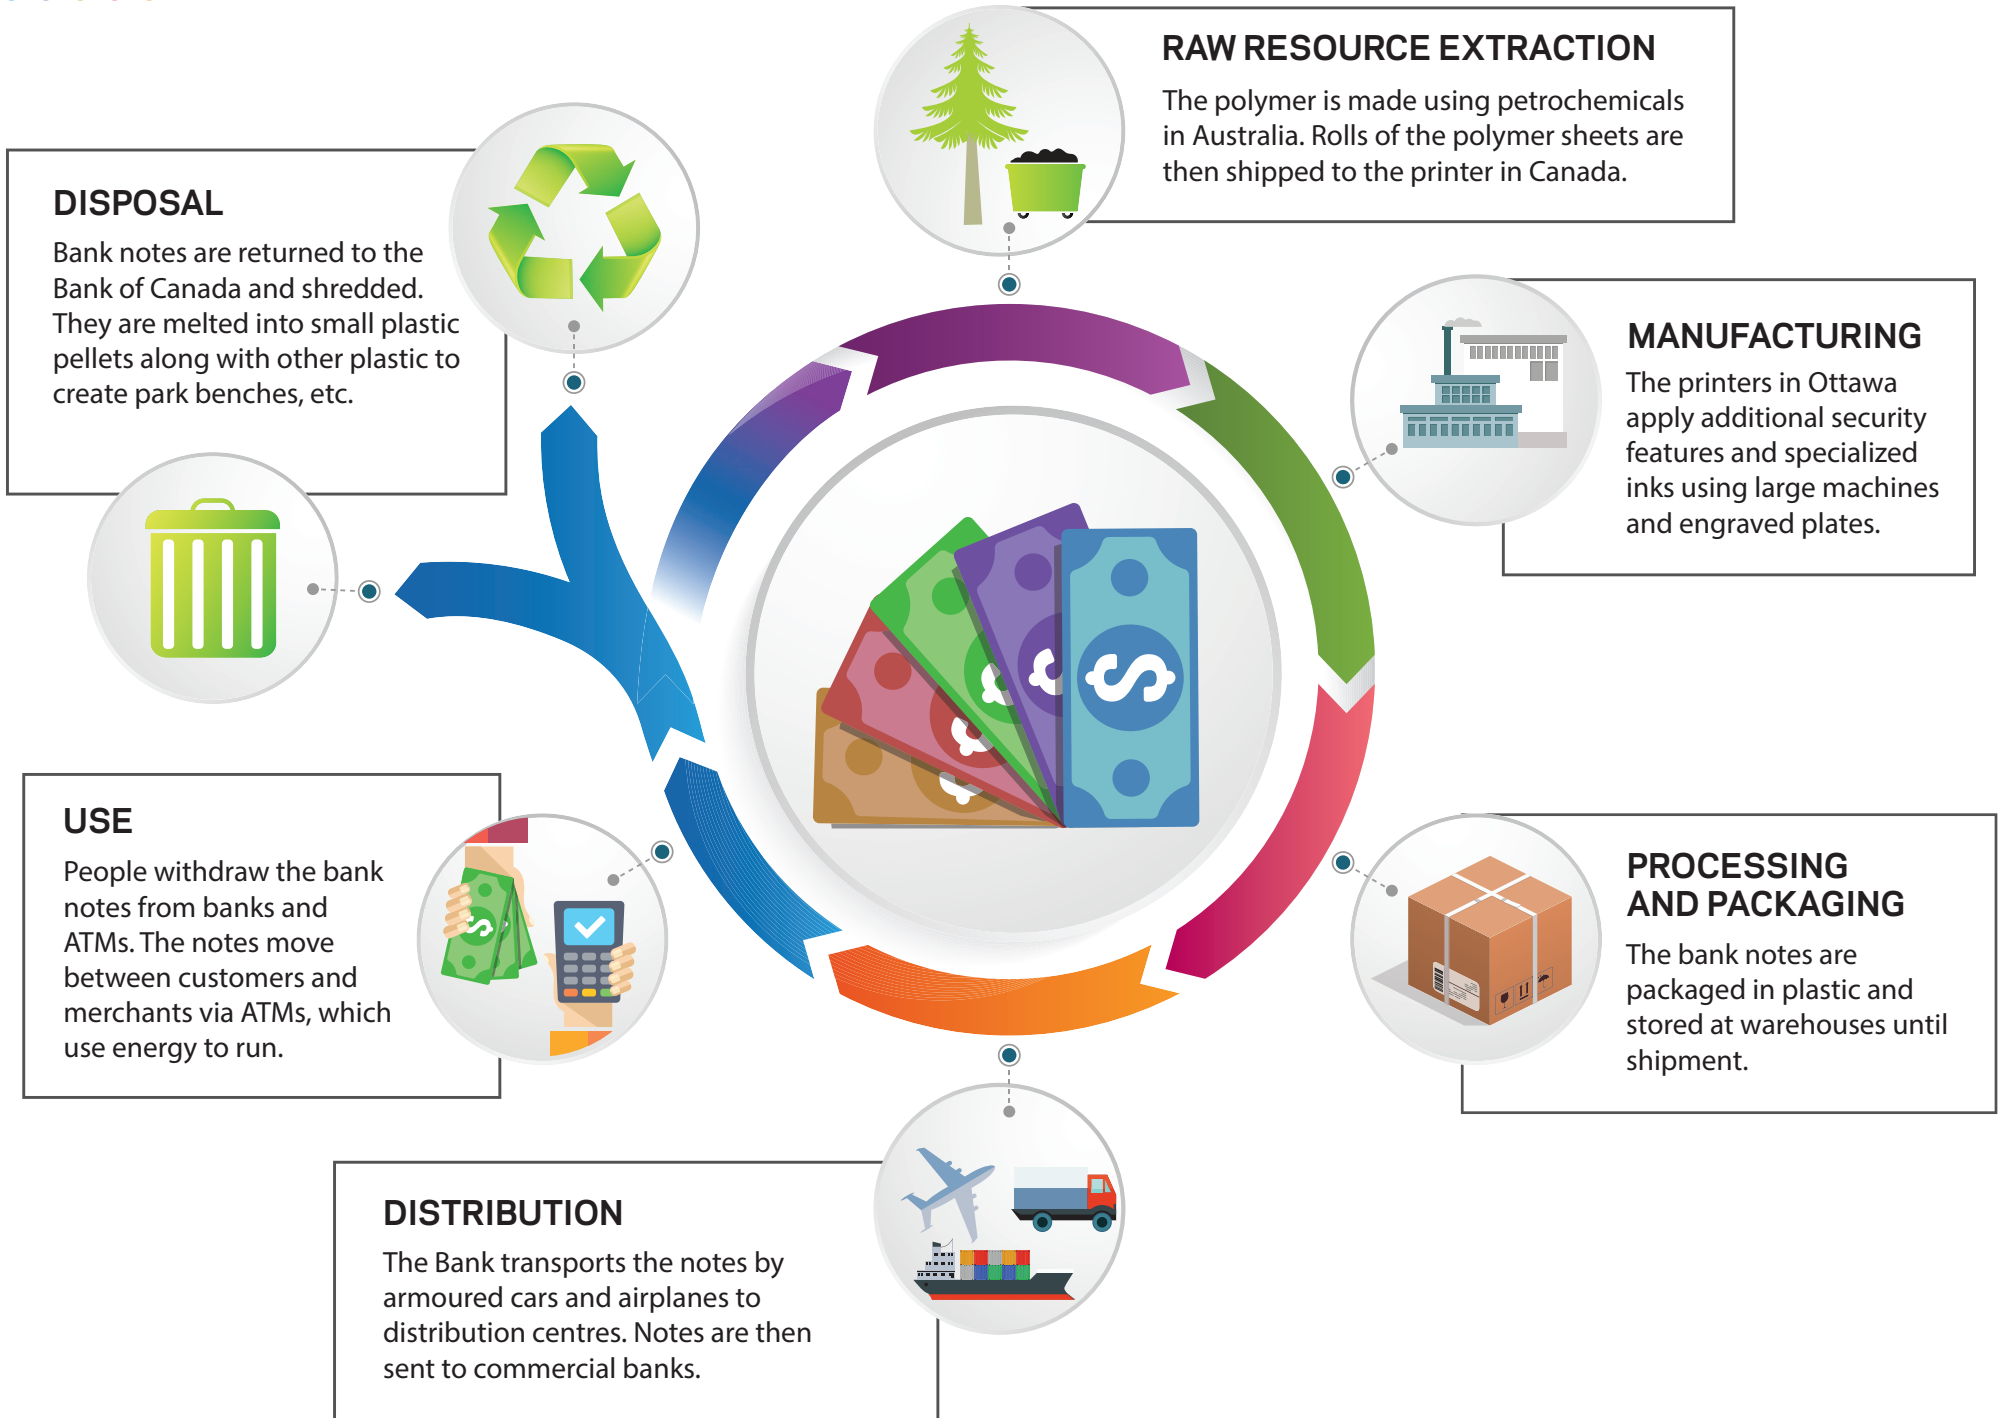 RAW RESOURCE EXTRACTION
The polymer is made using petrochemicals
in Australia. Rolls of the polymer sheets are
then shipped to the printer in Canada.
MANUFACTURING
The printers in Ottawa
apply additional security
features and specialized
inks using large machines
and engraved plates.
PROCESSING
AND PACKAGING
The bank notes are
packaged in plastic and
stored at warehouses until
shipment.
DISTRIBUTION
The Bank transports the notes by
armoured cars and airplanes to
distribution centres. Notes are then
sent to commercial banks.
USE
People withdraw the bank
notes from banks and
ATMs. The notes move
between customers and
merchants via ATMs, which
use energy to run.
DISPOSAL
Bank notes are returned to the
Bank of Canada and shredded.
They are melted into small plastic
pellets along with other plastic to
create park benches, etc.